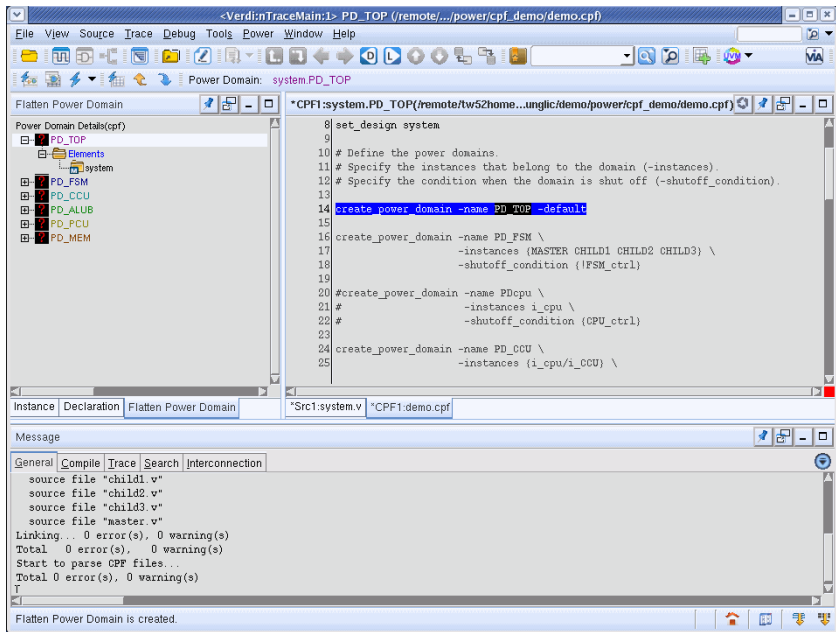 <Verdi:nTraceMain:1> PD_TOP (/remote/.../power/cpf_demo/demo.cpf)
File View Source Trace Debug Tools Power Window Help
Power Domain: system.PD_TOP
Flatten Power Domain
Power Domain Details(cpf)
PD_TOP
Elements
system
PD_FSM
PD_CCU
PD_ALUB
PD_PCU
PD_MEM
Instance Declaration Flatten Power Domain
*CPF1:system.PD_TOP(/remote/tw52home...unglic/demo/power/cpf_demo/demo.cpf)
8 set_design system
9
10 # Define the power domains.
11 # Specify the instances that belong to the domain (-instances).
12 # Specify the condition when the domain is shut off (-shutoff_condition).
13
14 create_power_domain -name PD_TOP -default
15
16 create_power_domain -name PD_FSM \
17 -instances {MASTER CHILD1 CHILD2 CHILD3} \
18 -shutoff_condition {!FSM_ctrl}
19
20 #create_power_domain -name PDcpu \
21 # -instances i_cpu \
22 # -shutoff_condition {CPU_ctrl}
23
24 create_power_domain -name PD_CCU \
25 -instances {i_cpu/i_CCU} \
*Src1:system.v *CPF1:demo.cpf
Message
General Compile Trace Search Interconnection
source file "child1.v"
source file "child2.v"
source file "child3.v"
source file "master.v"
Linking... 0 error(s), 0 warning(s)
Total 0 error(s), 0 warning(s)
Start to parse CPF files...
Total 0 error(s), 0 warning(s)
Flatten Power Domain is created.